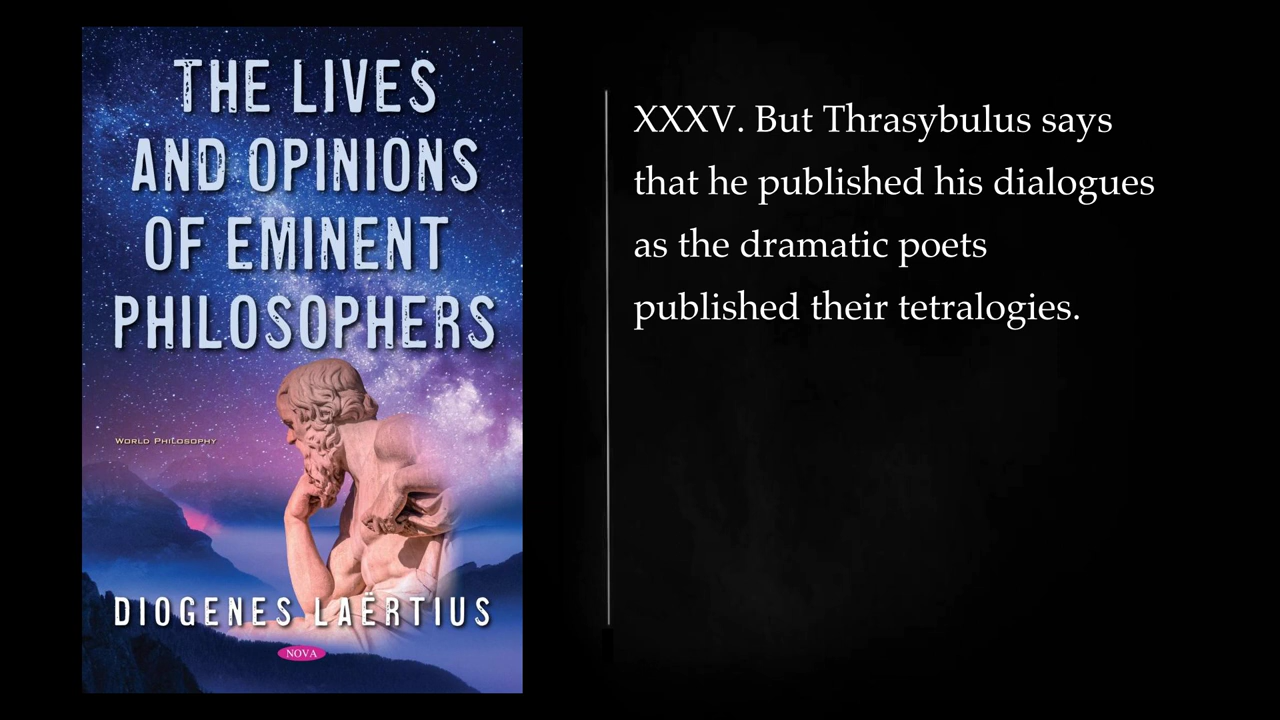 THE LIVES
AND OPINIONS
OF EMINENT
PHILOSOPHERS
WORLD PHILOSOPHY
DIOGENES LAËRTIUS
NOVA
XXXV. But Thrasybulus says
that he published his dialogues
as the dramatic poets
published their tetralogies.